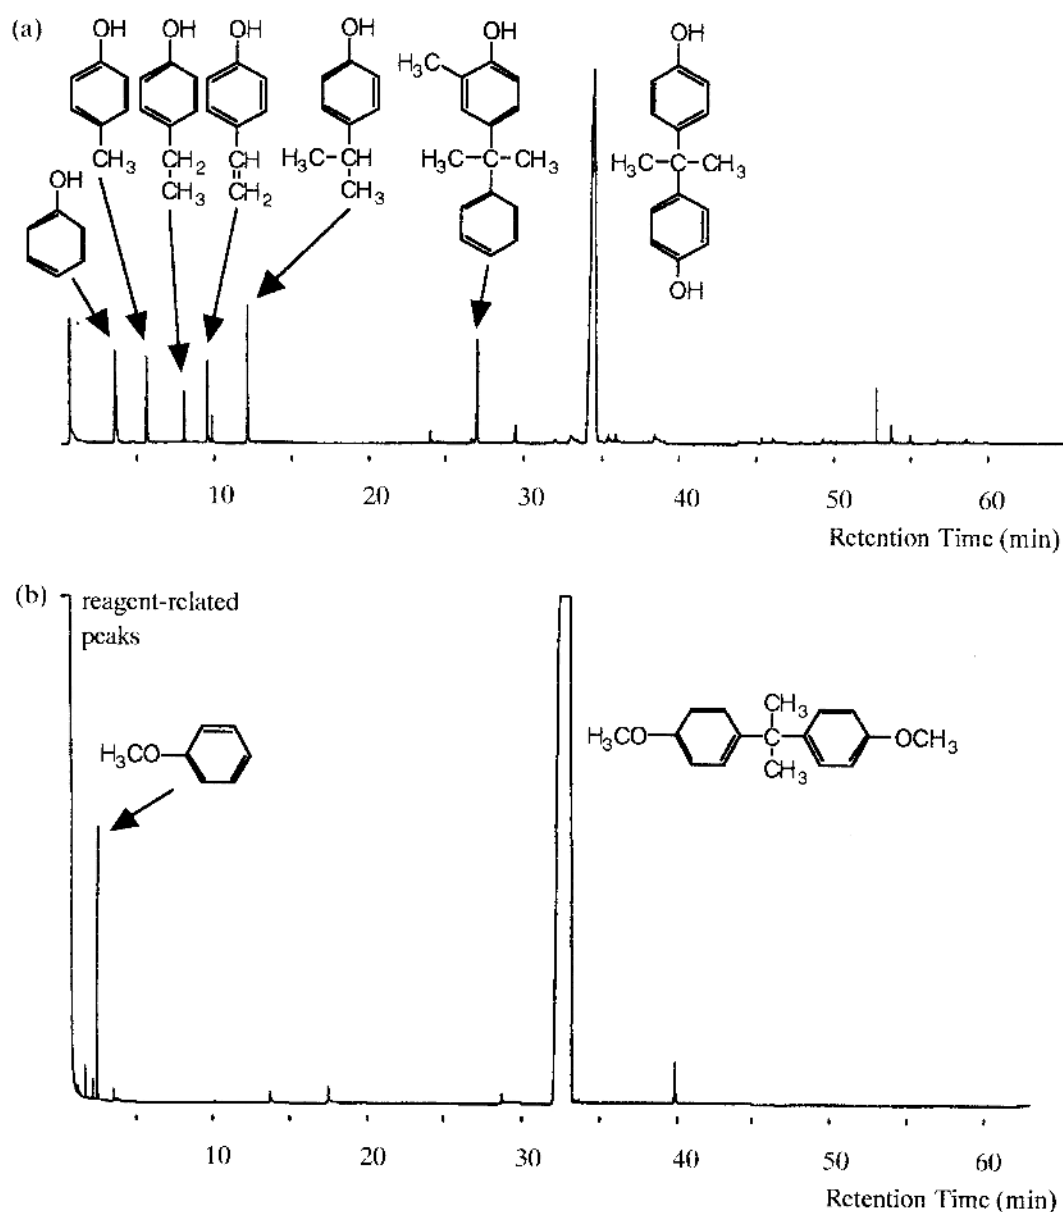 (a)
OH
OH
OH
OH
OH
OH
H₃C
CH₃
CH₂
CH₃
CH
CH₂
H₃C-CH
CH₃
H₃C-C-CH₃
H₃C-C-CH₃
OH
OH
10
20
30
40
50
60
Retention Time (min)
(b)
reagent-related
peaks
H₃CO
H₃CO
CH₃
C
CH₃
OCH₃
10
20
30
40
50
60
Retention Time (min)